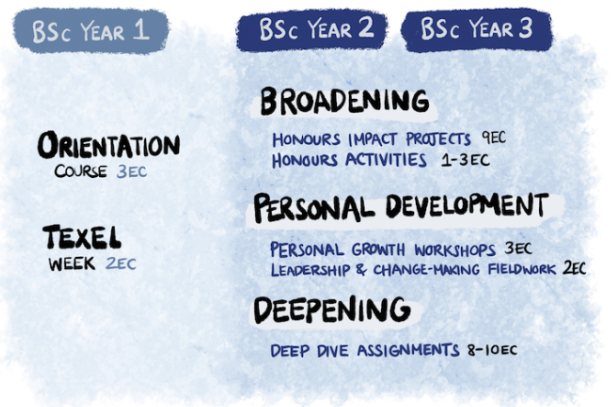 BSc YEAR 1
BSc YEAR 2
BSc YEAR 3
ORIENTATION
COURSE 3EC
TEXEL
WEEK 2EC
BROADENING
HONOURS IMPACT PROJECTS 9EC
HONOURS ACTIVITIES 1-3EC
PERSONAL DEVELOPMENT
PERSONAL GROWTH WORKSHOPS 3EC
LEADERSHIP & CHANGE-MAKING FIELDWORK 2EC
DEEPENING
DEEP DIVE ASSIGNMENTS 8-10EC